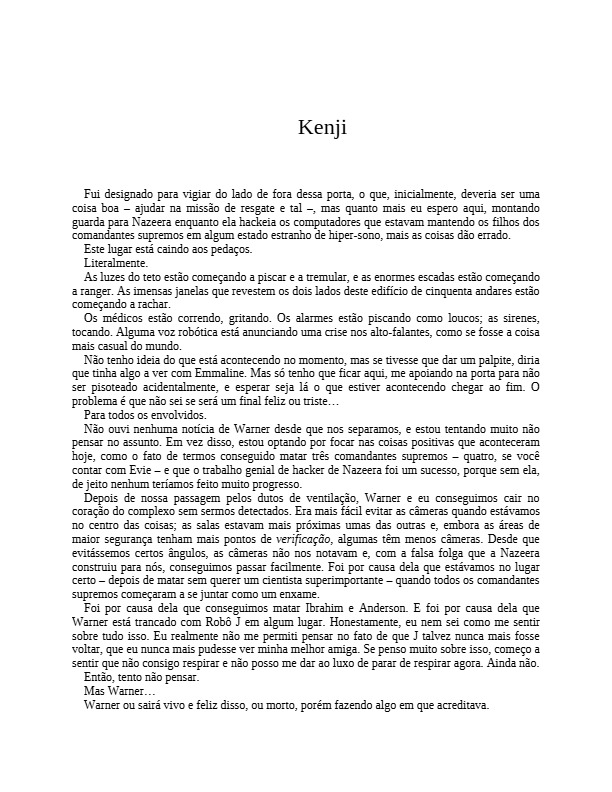 Kenji
Fui designado para vigiar do lado de fora dessa porta, o que, inicialmente, deveria ser uma
coisa boa – ajudar na missão de resgate e tal –, mas quanto mais eu espero aqui, montando
guarda para Nazeera enquanto ela hackeia os computadores que estavam mantendo os filhos dos
comandantes supremos em algum estado estranho de hiper-sono, mais as coisas dão errado.
Este lugar está caindo aos pedaços.
Literalmente.
As luzes do teto estão começando a piscar e a tremular, e as enormes escadas estão começando
a ranger. As imensas janelas que revestem os dois lados deste edifício de cinquenta andares estão
começando a rachar.
Os médicos estão correndo, gritando. Os alarmes estão piscando como loucos; as sirenes,
tocando. Alguma voz robótica está anunciando uma crise nos alto-falantes, como se fosse a coisa
mais casual do mundo.
Não tenho ideia do que está acontecendo no momento, mas se tivesse que dar um palpite, diria
que tinha algo a ver com Emmaline. Mas só tenho que ficar aqui, me apoiando na porta para não
ser pisoteado acidentalmente, e esperar seja lá o que estiver acontecendo chegar ao fim. O
problema é que não sei se será um final feliz ou triste…
Para todos os envolvidos.
Não ouvi nenhuma notícia de Warner desde que nos separamos, e estou tentando muito não
pensar no assunto. Em vez disso, estou optando por focar nas coisas positivas que aconteceram
hoje, como o fato de termos conseguido matar três comandantes supremos – quatro, se você
contar com Evie – e que o trabalho genial de hacker de Nazeera foi um sucesso, porque sem ela,
de jeito nenhum teríamos feito muito progresso.
Depois de nossa passagem pelos dutos de ventilação, Warner e eu conseguimos cair no
coração do complexo sem sermos detectados. Era mais fácil evitar as câmeras quando estávamos
no centro das coisas; as salas estavam mais próximas umas das outras e, embora as áreas de
maior segurança tenham mais pontos de verificação, algumas têm menos câmeras. Desde que
evitássemos certos ângulos, as câmeras não nos notavam e, com a falsa folga que a Nazeera
construiu para nós, conseguimos passar facilmente. Foi por causa dela que estávamos no lugar
certo – depois de matar sem querer um cientista superimportante – quando todos os comandantes
supremos começaram a se juntar como um enxame.
Foi por causa dela que conseguimos matar Ibrahim e Anderson. E foi por causa dela que
Warner está trancado com Robô J em algum lugar. Honestamente, eu nem sei como me sentir
sobre tudo isso. Eu realmente não me permiti pensar no fato de que J talvez nunca mais fosse
voltar, que eu nunca mais pudesse ver minha melhor amiga. Se penso muito sobre isso, começo a
sentir que não consigo respirar e não posso me dar ao luxo de parar de respirar agora. Ainda não.
Então, tento não pensar.
Mas Warner…
Warner ou sairá vivo e feliz disso, ou morto, porém fazendo algo em que acreditava.